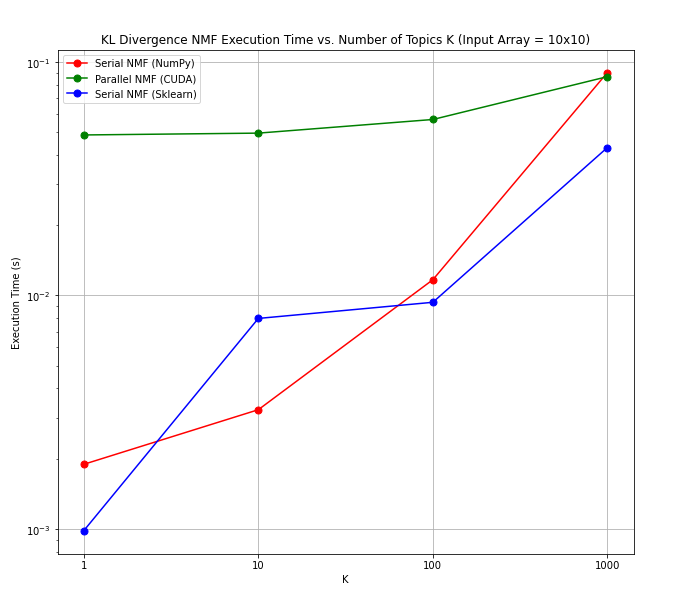 KL Divergence NMF Execution Time vs. Number of Topics K (Input Array = 10x10)
Serial NMF (NumPy)
Parallel NMF (CUDA)
Serial NMF (Sklearn)
Execution Time (s)
10⁻¹
10⁻²
10⁻³
1 10 100 1000
K